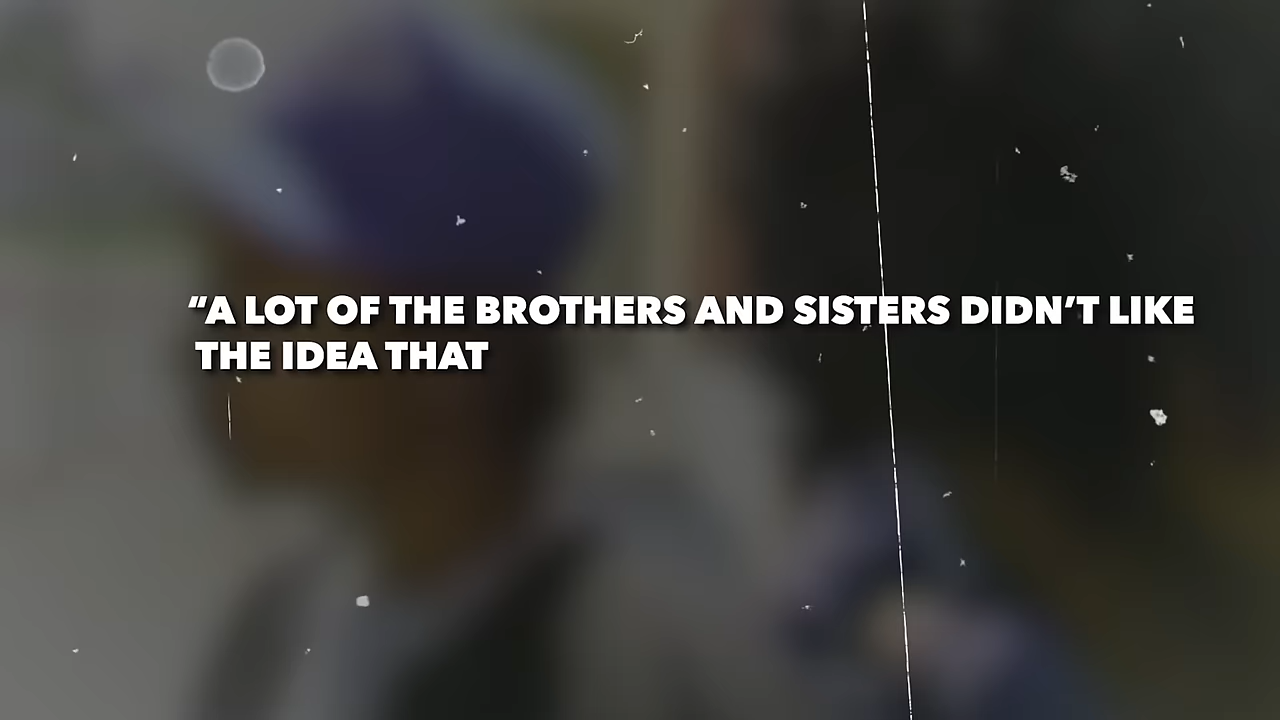 “A LOT OF THE BROTHERS AND SISTERS DIDN’T LIKE
THE IDEA THAT